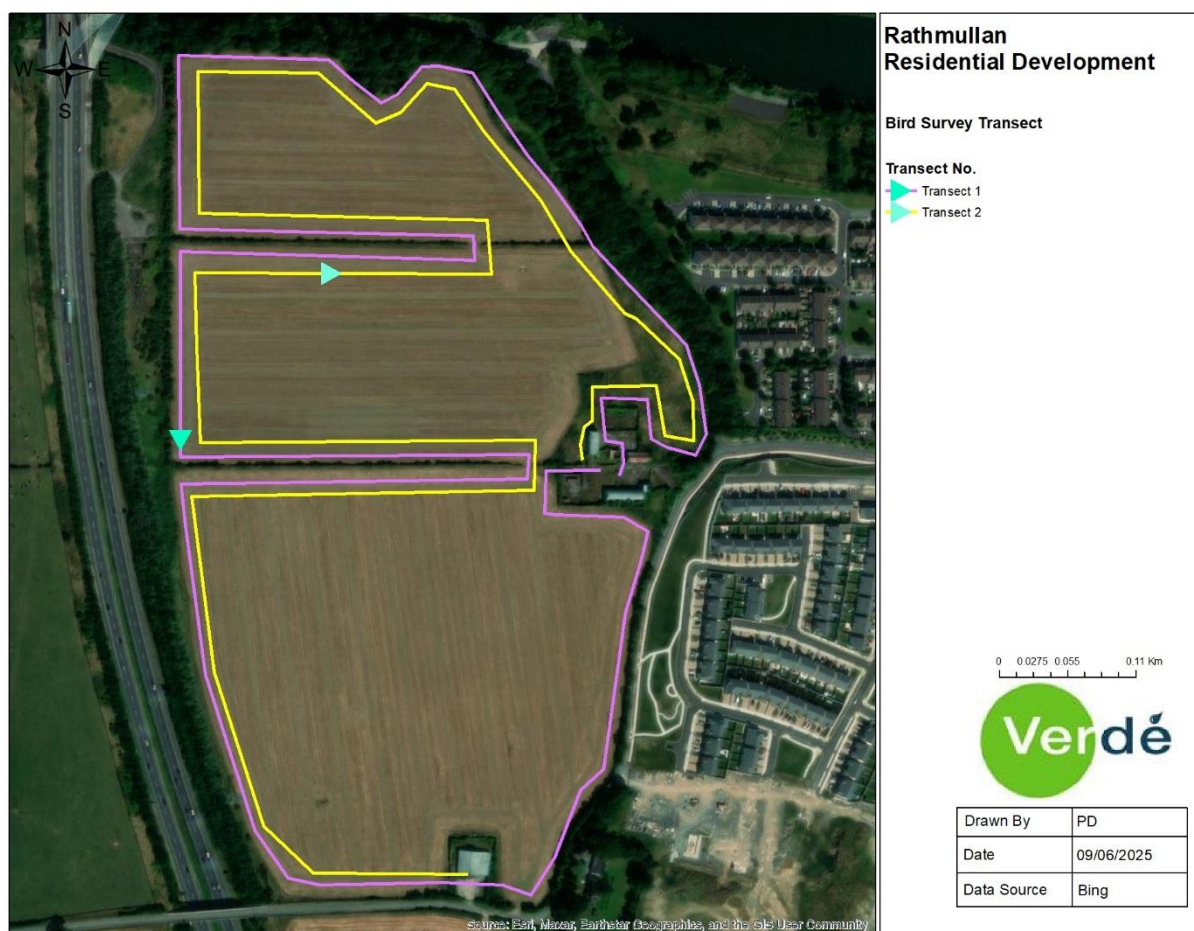 N
W E
S
Rathmullan
Residential Development
Bird Survey Transect
Transect No.
Transect 1
Transect 2
0 0.0275 0.055 0.11 Km
Verdé
Drawn By PD
Date 09/06/2025
Data Source Bing
Source: Esri, Maxar, Earthstar Geographics, and the GIS User Community